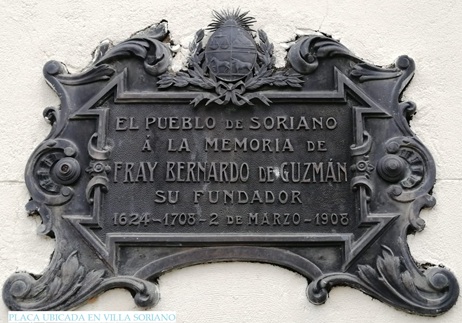 EL PUEBLO DE SORIANO
Á LA MEMORIA DE
FRAY BERNARDO DE GUZMÁN
SU FUNDADOR
1624-1708-2 DE MARZO-1908
PLACA UBICADA EN VILLA SORIANO